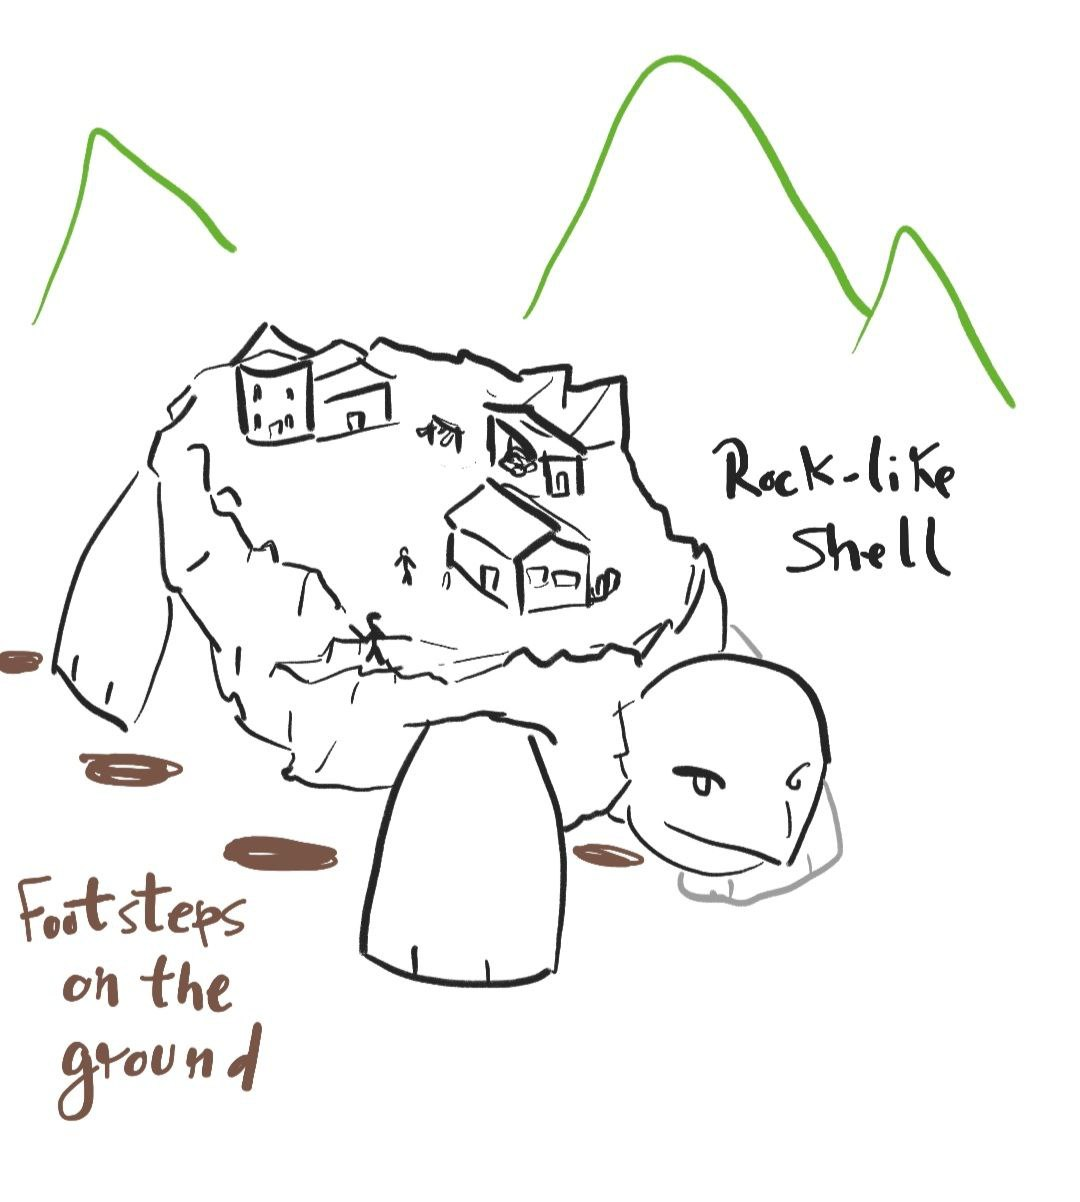 Rock-like
shell
Footsteps
on the
ground